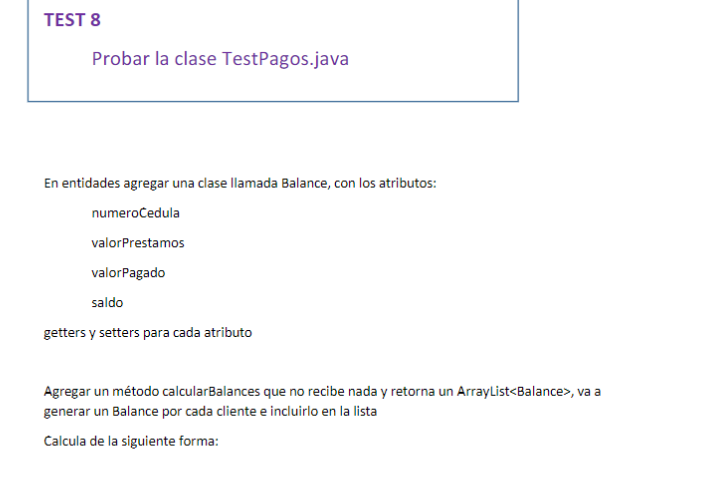 TEST 8
Probar la clase TestPagos.java
En entidades agregar una clase llamada Balance, con los atributos:
numeroCedula
valorPrestamos
valorPagado
saldo
getters y setters para cada atributo
Agregar un método calcularBalances que no recibe nada y retorna un ArrayList<Balance>, va a
generar un Balance por cada cliente e incluirlo en la lista
Calcula de la siguiente forma: